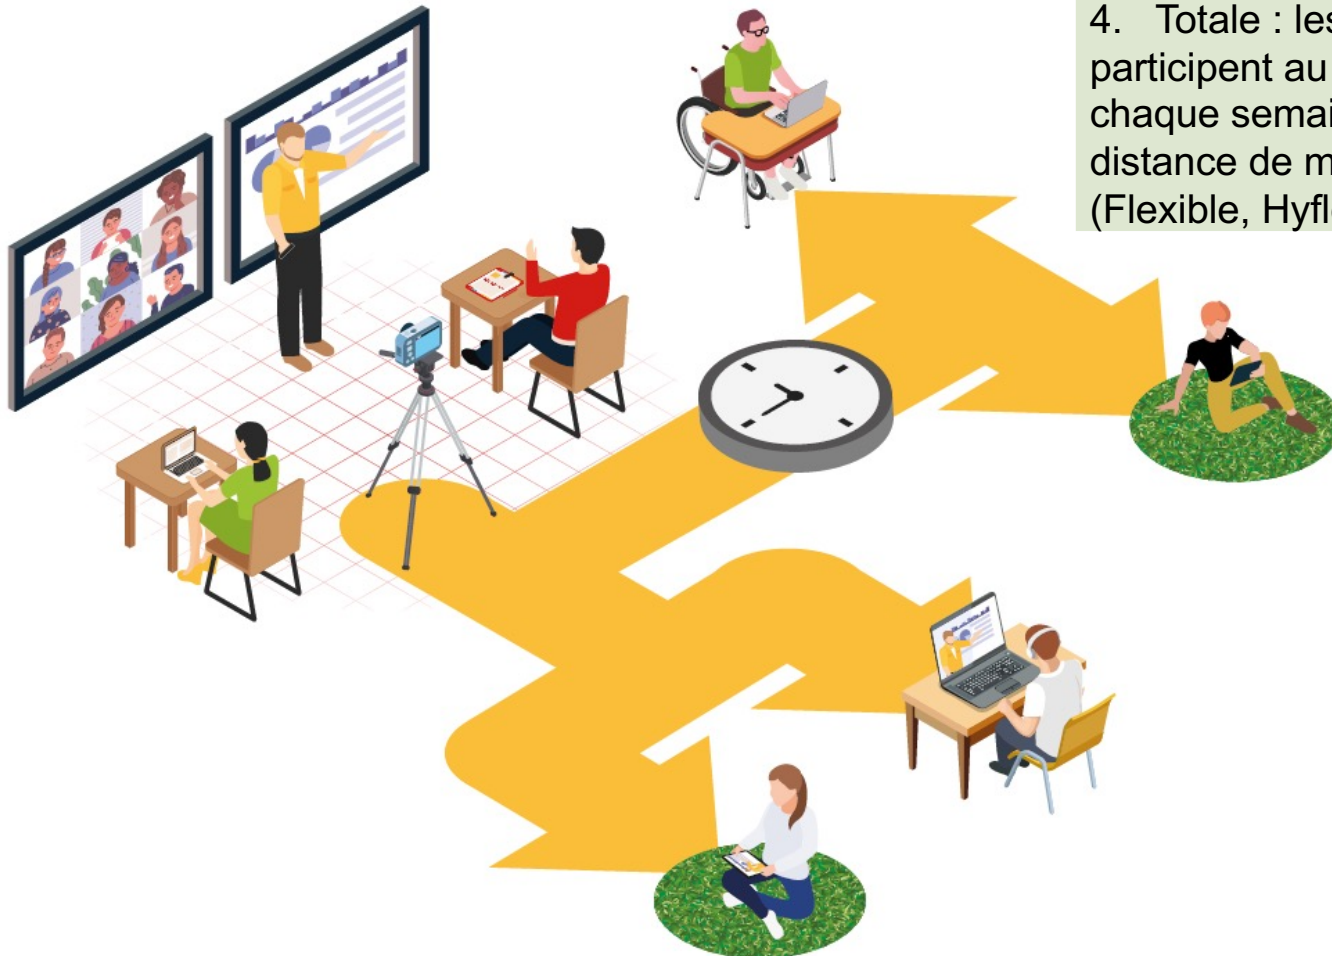 4. Totale : les
participent au
chaque semai
distance de m
(Flexible, Hyfl